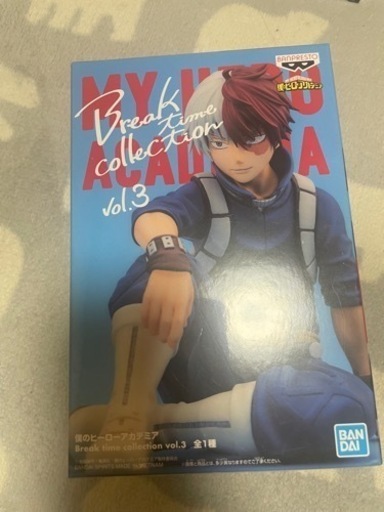 BANPRESTO
僕のヒーローアカデミア
MY HERO
ACADEMIA
Break
time
collection
vol.3
僕のヒーローアカデミア
Break time collection vol.3 全1種
BAN
DAI